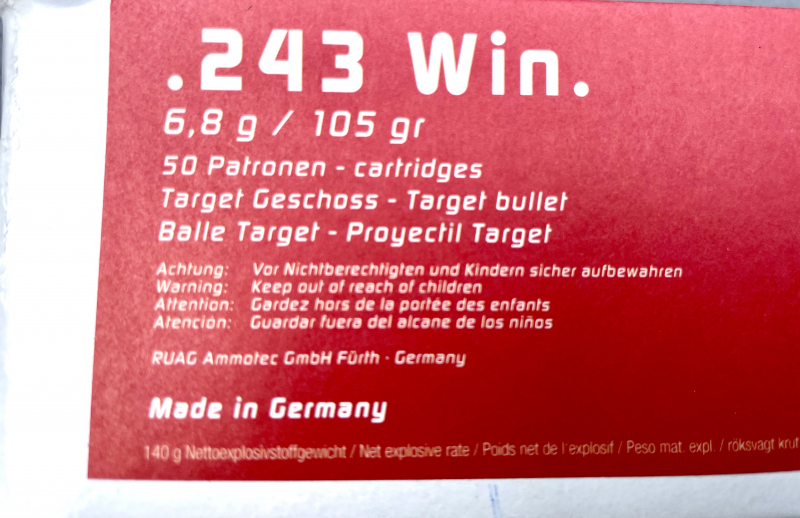 .243 Win.
6,8 g / 105 gr
50 Patronen - cartridges
Target Geschoss - Target bullet
Balle Target - Proyectil Target
Achtung: Vor Nichtberechtigten und Kindern sicher aufbewahren
Warning: Keep out of reach of children
Attention: Gardez hors de la portée des enfants
Atención: Guardar fuera del alcane de los niños
RUAG Ammotec GmbH Fürth · Germany
Made in Germany
140 g Nettoexplosivstoffgewicht / Net explosive rate / Poids net de l'explosif / Peso mat. expl. / röksvagt krut